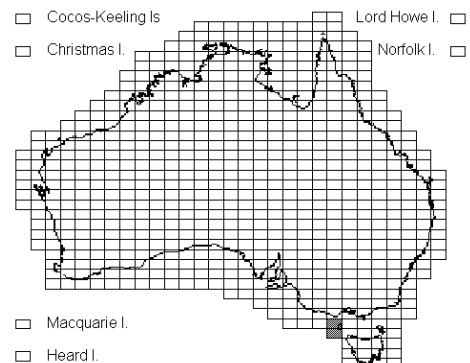 Cocos-Keeling Is
Lord Howe I.
Christmas I.
Norfolk I.
Macquarie I.
Heard I.